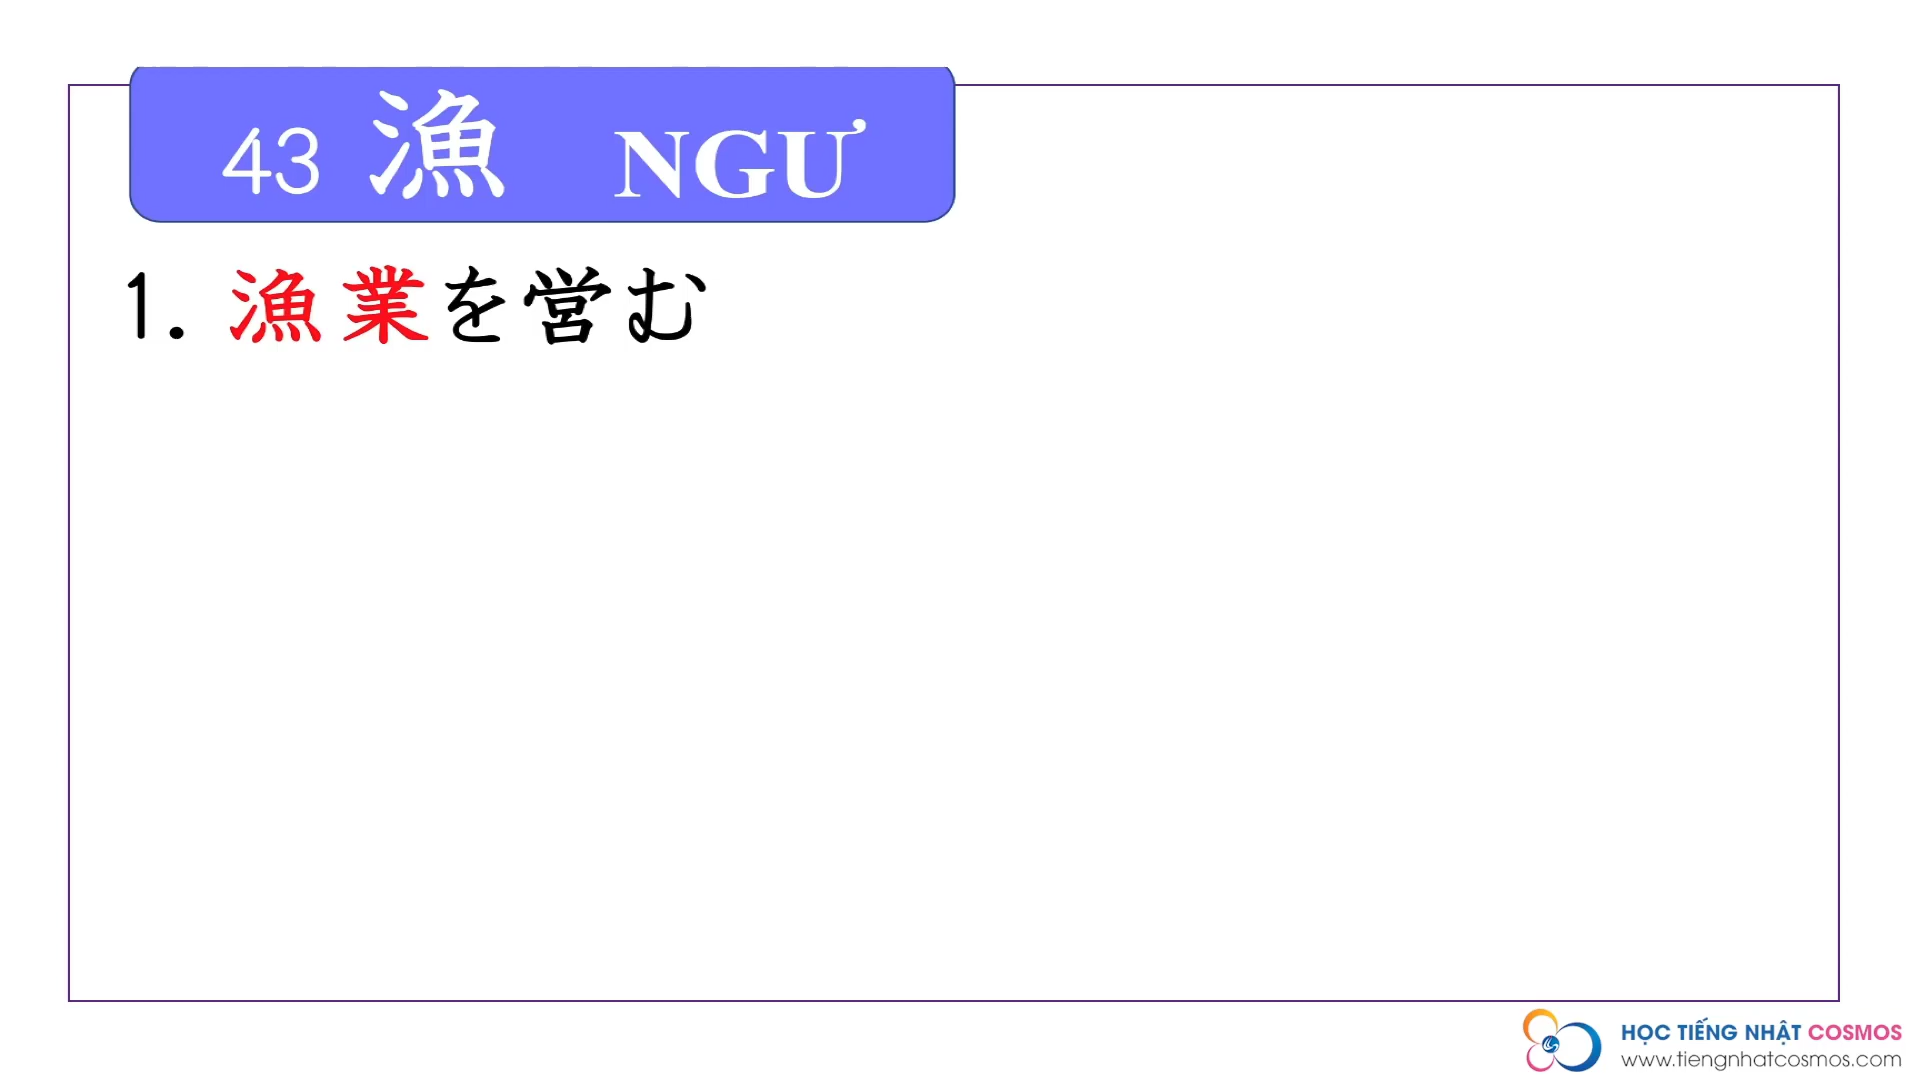 43 漁 NGƯ
1. 漁業を営む
HỌC TIẾNG NHẬT COSMOS
www.tiengnhatcosmos.com